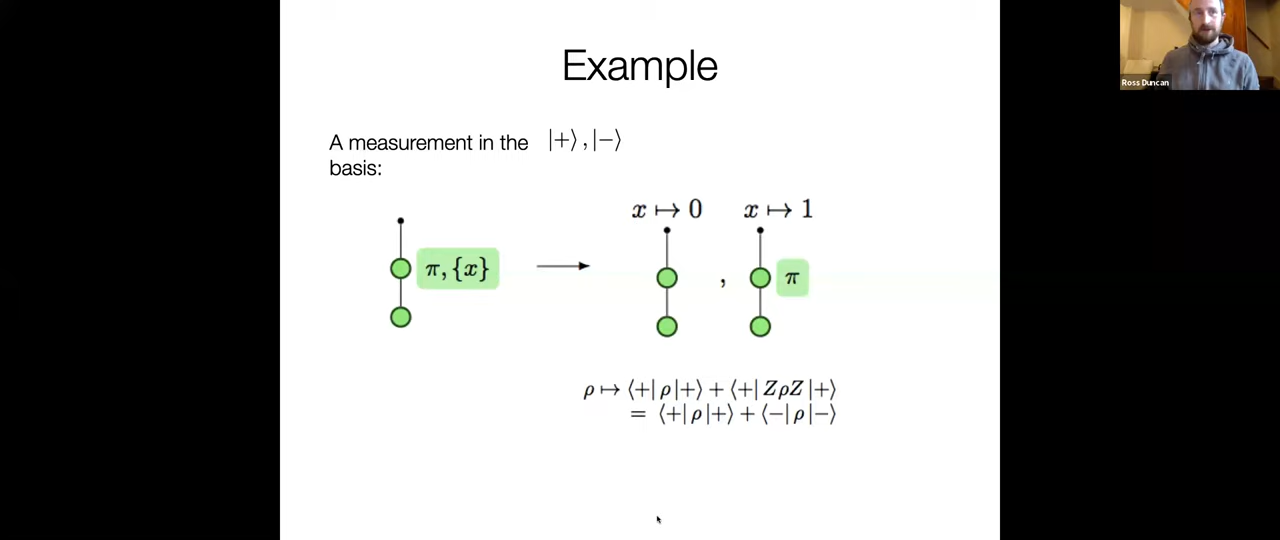 Example
Ross Duncan
A measurement in the |+⟩, |−⟩
basis:
x ↦ 0 x ↦ 1
π, {x}
, π
ρ ↦ ⟨+| ρ |+⟩ + ⟨+| ZρZ |+⟩
= ⟨+| ρ |+⟩ + ⟨−| ρ |−⟩